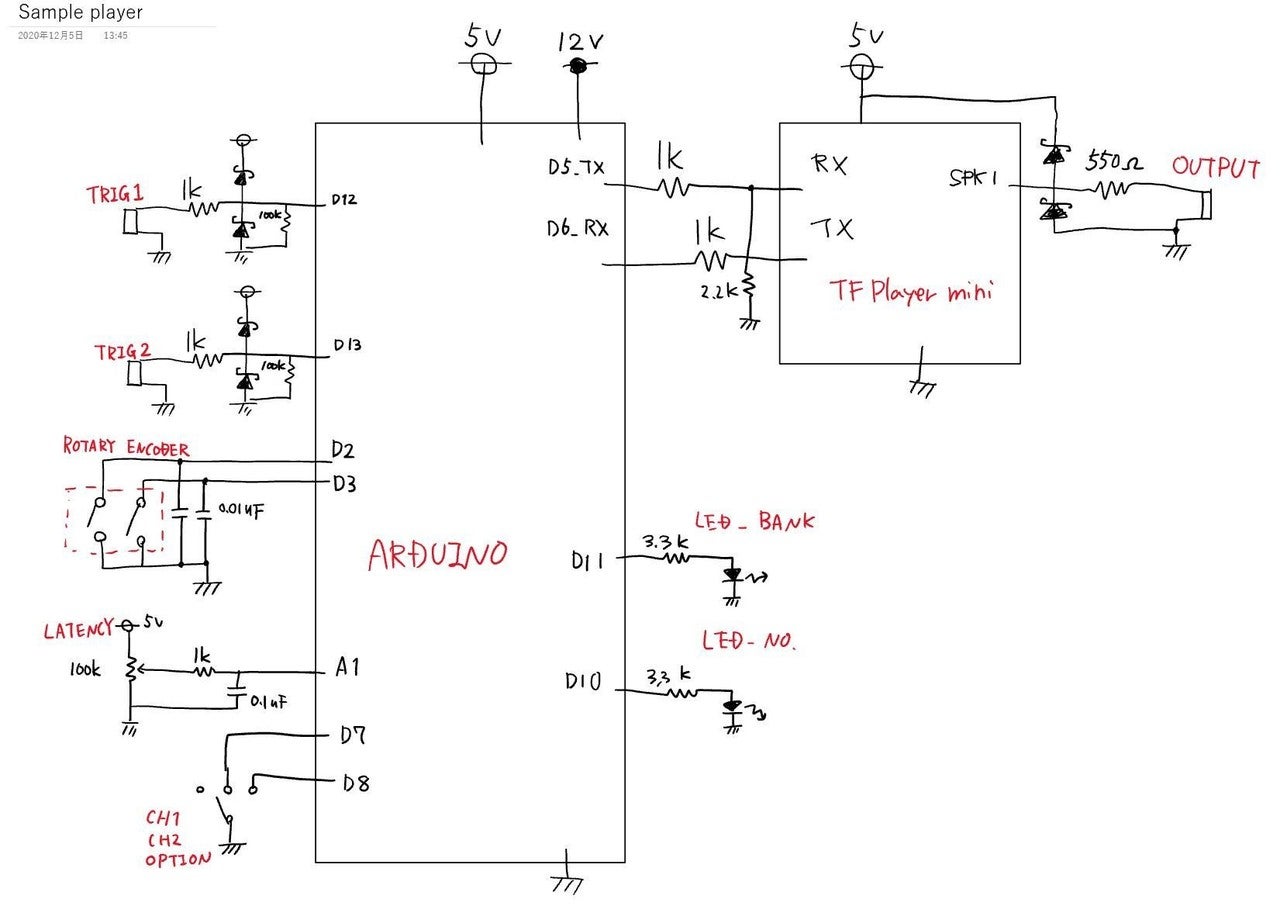 Sample player
2020年12月5日 13:45
5V
12V
5V
TRIG1
1k
100k
D12
D5_TX
1k
RX
SPK1
550Ω
OUTPUT
D6_RX
1k
TX
2.2k
TF Player mini
TRIG2
1k
100k
D13
ROTARY ENCODER
D2
D3
0.01uF
ARDUINO
LED_BANK
D11
3.3k
LATENCY
5V
100k
1k
A1
0.1uF
LED-NO.
D10
3.3k
D7
D8
CH1
CH2
OPTION